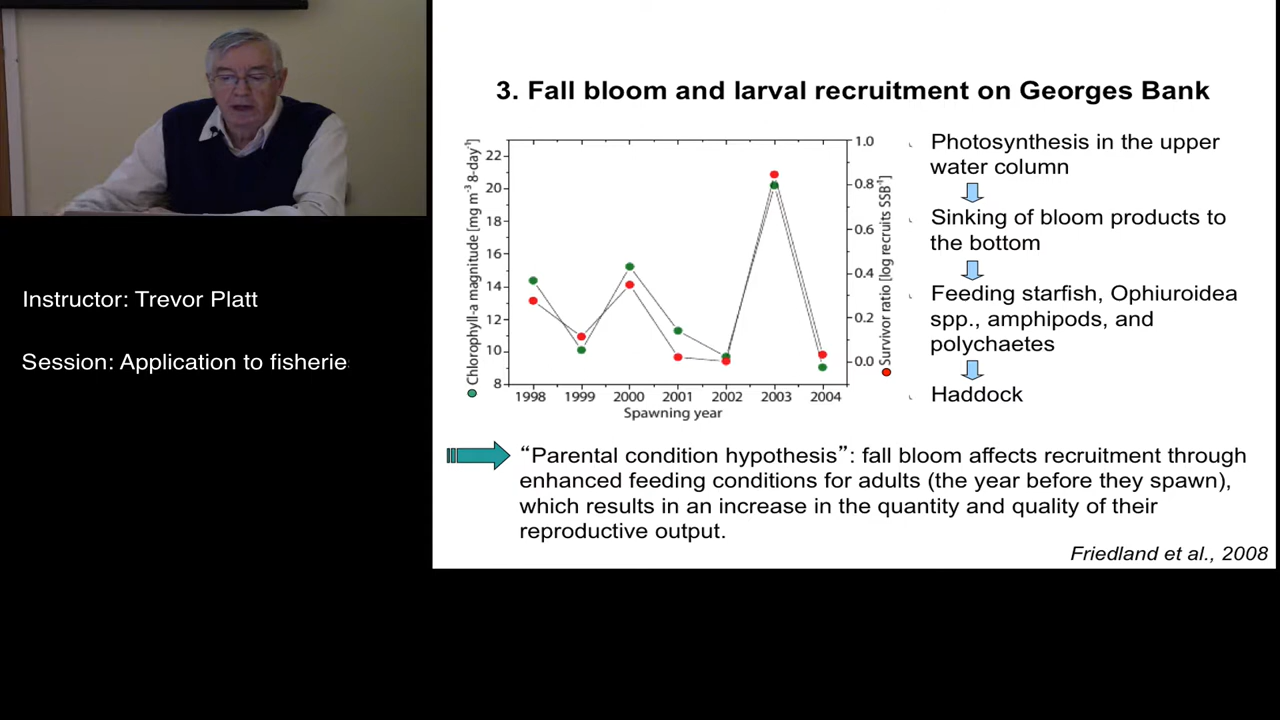 Instructor: Trevor Platt
Session: Application to fisherie
3. Fall bloom and larval recruitment on Georges Bank
Chlorophyll-a magnitude [mg m-3 8-day-1]
22
20
18
16
14
12
10
8
1998 1999 2000 2001 2002 2003 2004
Spawning year
1.0
0.8
0.6
0.4
0.2
0.0
Survivor ratio [log recruits SSB-1]
Photosynthesis in the upper
water column
Sinking of bloom products to
the bottom
Feeding starfish, Ophiuroidea
spp., amphipods, and
polychaetes
Haddock
“Parental condition hypothesis”: fall bloom affects recruitment through
enhanced feeding conditions for adults (the year before they spawn),
which results in an increase in the quantity and quality of their
reproductive output.
Friedland et al., 2008